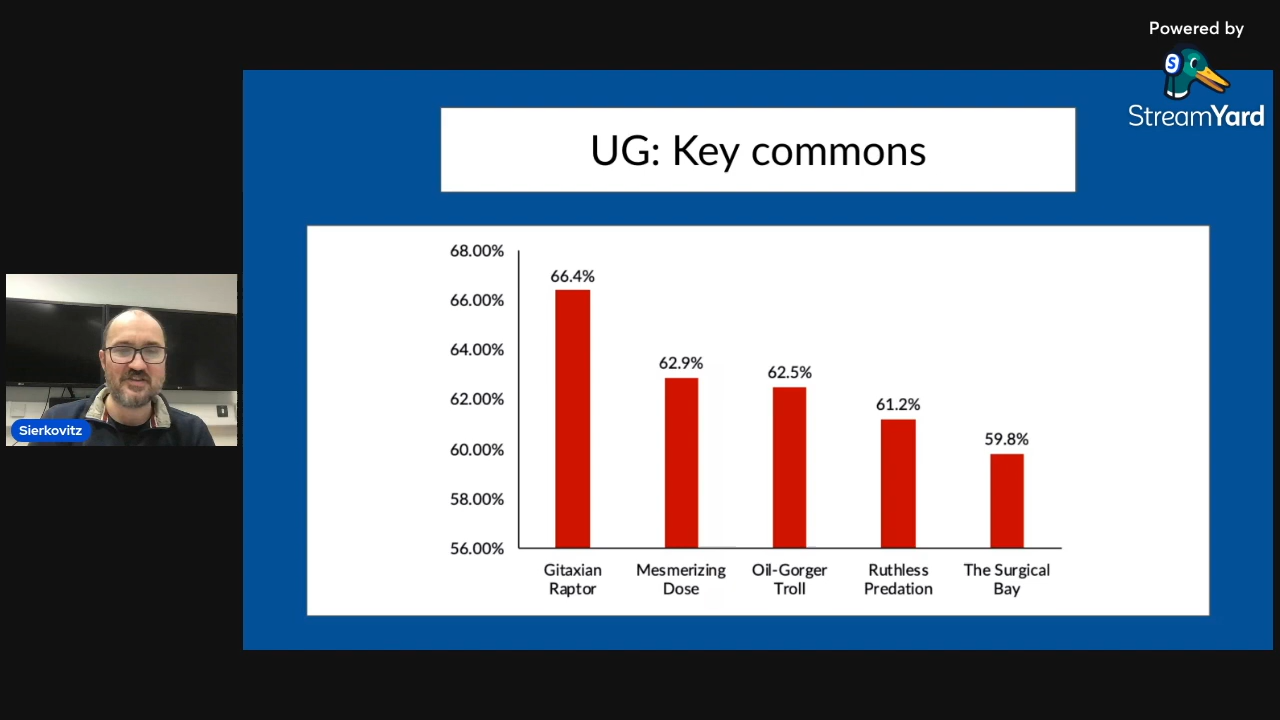 Powered by
S
StreamYard
UG: Key commons
68.00%
66.00%
64.00%
62.00%
60.00%
58.00%
56.00%
66.4%
62.9%
62.5%
61.2%
59.8%
Gitaxian
Raptor
Mesmerizing
Dose
Oil-Gorger
Troll
Ruthless
Predation
The Surgical
Bay
Sierkovitz